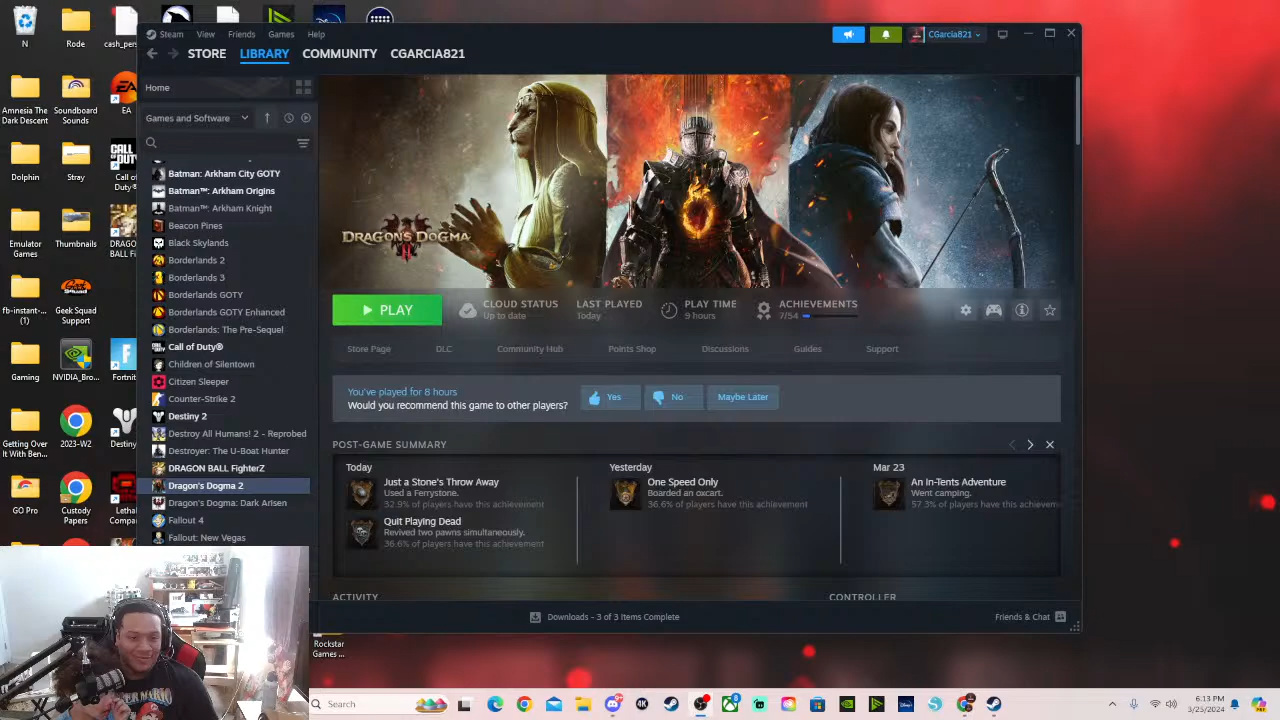 N
Rode
cash_pers
Steam View Friends Games Help
CGarcia821
STORE LIBRARY COMMUNITY CGARCIA821
Home
Games and Software
Amnesia The Dark Descent
Soundboard Sounds
EA
Dolphin
Stray
Call of Duty®
Emulator Games
Thumbnails
DRAGO
fb-instant-... (1)
Geek Squad Support
Gaming
NVIDIA_Bro...
Fortnit
Getting Over It With Ben...
2023-W2
Destiny
GO Pro
Custody Papers
Lethal Compa
Batman: Arkham City GOTY
Batman™: Arkham Origins
Batman™: Arkham Knight
Beacon Pines
Black Skylands
Borderlands 2
Borderlands 3
Borderlands GOTY
Borderlands GOTY Enhanced
Borderlands: The Pre-Sequel
Call of Duty®
Children of Silentown
Citizen Sleeper
Counter-Strike 2
Destiny 2
Destroy All Humans! 2 - Reprobed
Destroyer: The U-Boat Hunter
DRAGON BALL FighterZ
Dragon's Dogma 2
Dragon's Dogma: Dark Arisen
Fallout 4
Fallout: New Vegas
DRAGON'S DOGMA
II
PLAY
CLOUD STATUS
Up to date
LAST PLAYED
Today
PLAY TIME
9 hours
ACHIEVEMENTS
7/54
Store Page DLC Community Hub Points Shop Discussions Guides Support
You've played for 8 hours
Would you recommend this game to other players?
Yes No Maybe Later
POST-GAME SUMMARY
Today
Just a Stone's Throw Away
Used a Ferrystone.
32.9% of players have this achievement
Quit Playing Dead
Revived two pawns simultaneously.
36.6% of players have this achievement
Yesterday
One Speed Only
Boarded an oxcart.
36.6% of players have this achievement
Mar 23
An In-Tents Adventure
Went camping.
57.3% of players have this achieveme
ACTIVITY CONTROLLER
Downloads - 3 of 3 Items Complete
Friends & Chat
Rockstar Games ...
Search
4K
6:13 PM
3/25/2024